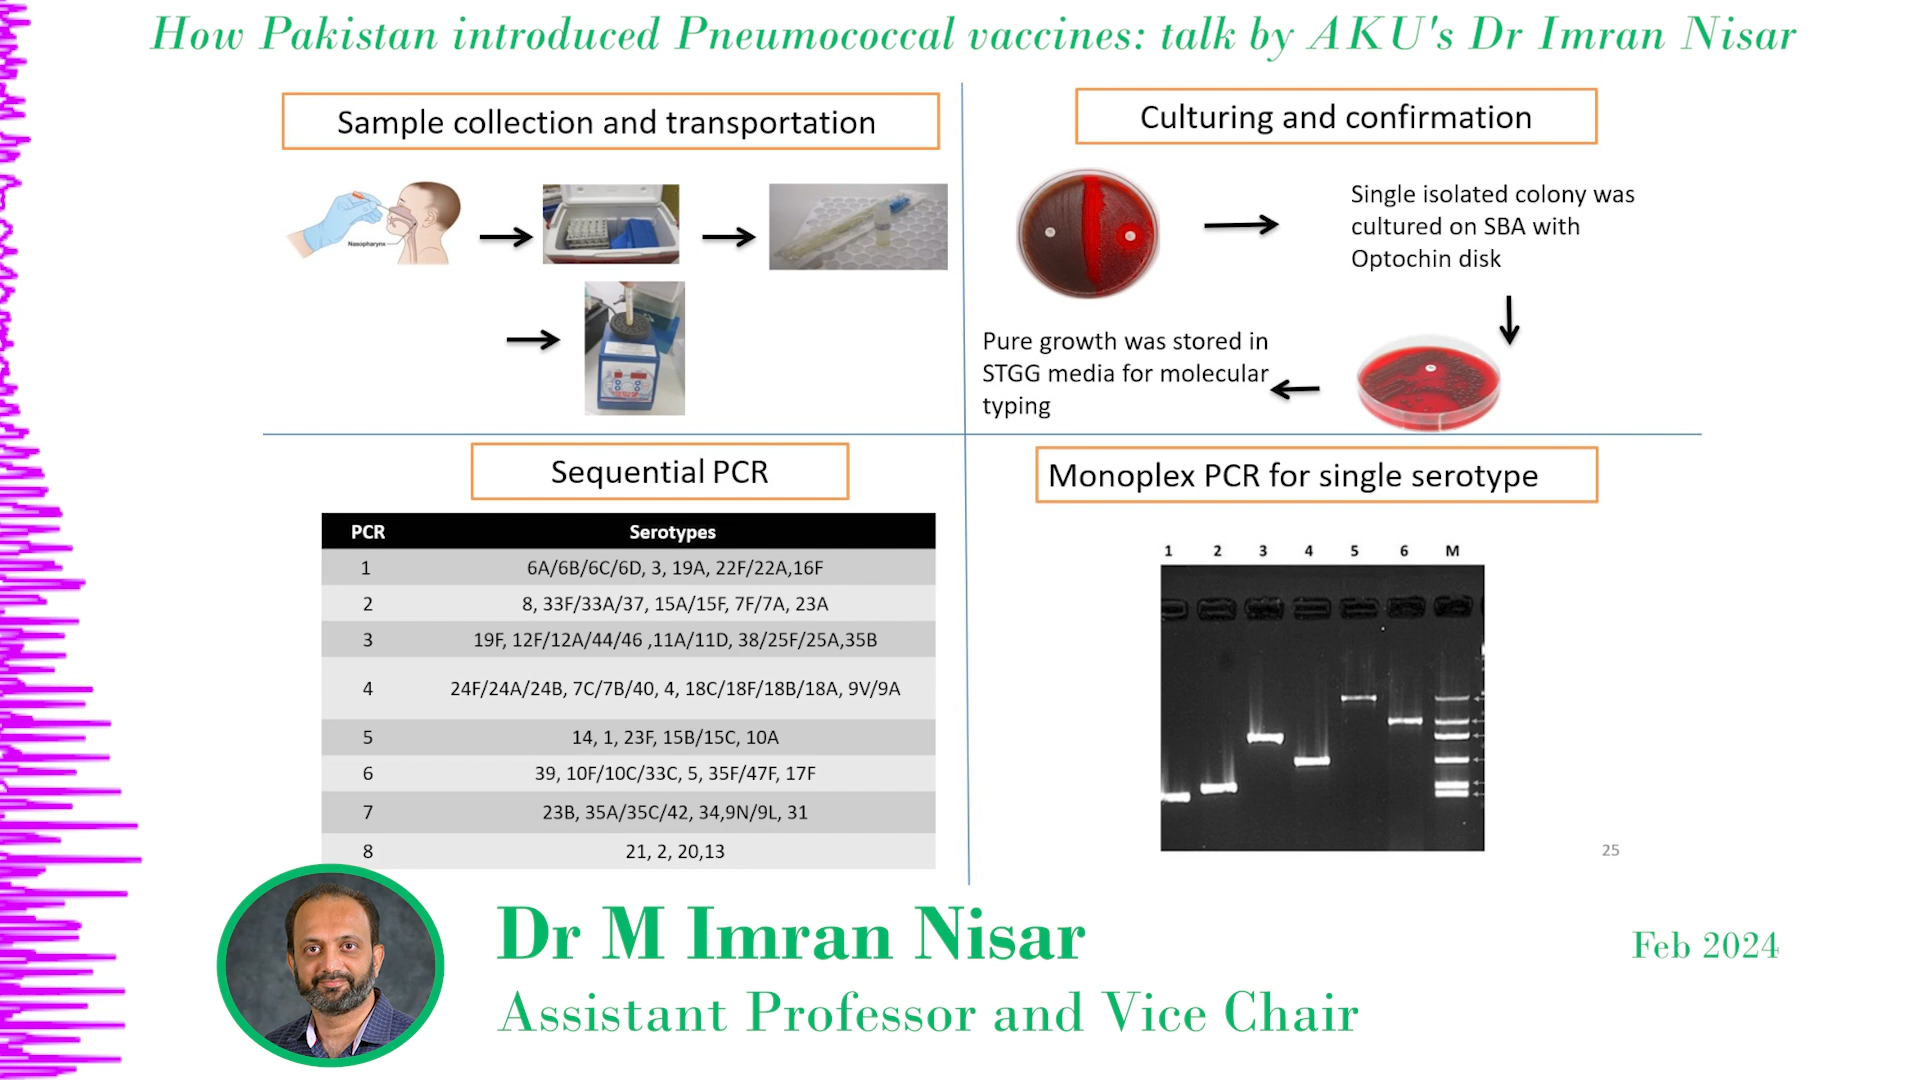 How Pakistan introduced Pneumococcal vaccines: talk by AKU's Dr Imran Nisar
Sample collection and transportation
Nasopharynx
Culturing and confirmation
Single isolated colony was
cultured on SBA with
Optochin disk
Pure growth was stored in
STGG media for molecular
typing
Sequential PCR
PCR Serotypes
1 6A/6B/6C/6D, 3, 19A, 22F/22A,16F
2 8, 33F/33A/37, 15A/15F, 7F/7A, 23A
3 19F, 12F/12A/44/46 ,11A/11D, 38/25F/25A,35B
4 24F/24A/24B, 7C/7B/40, 4, 18C/18F/18B/18A, 9V/9A
5 14, 1, 23F, 15B/15C, 10A
6 39, 10F/10C/33C, 5, 35F/47F, 17F
7 23B, 35A/35C/42, 34,9N/9L, 31
8 21, 2, 20,13
Monoplex PCR for single serotype
1 2 3 4 5 6 M
25
Dr M Imran Nisar
Assistant Professor and Vice Chair
Feb 2024